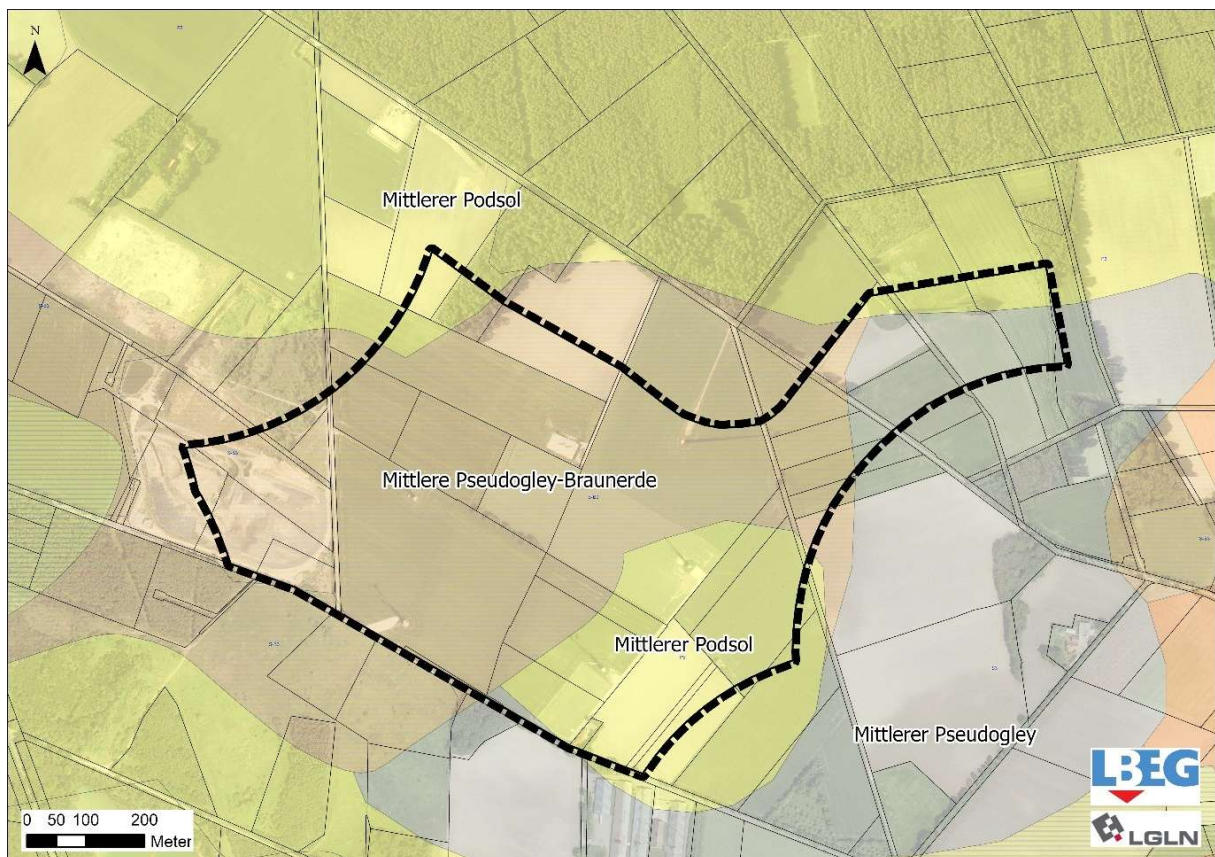 N
Mittlerer Podsol
Mittlere Pseudogley-Braunerde
Mittlerer Podsol
Mittlerer Pseudogley
LBEG
LGLN
0 50 100 200
Meter